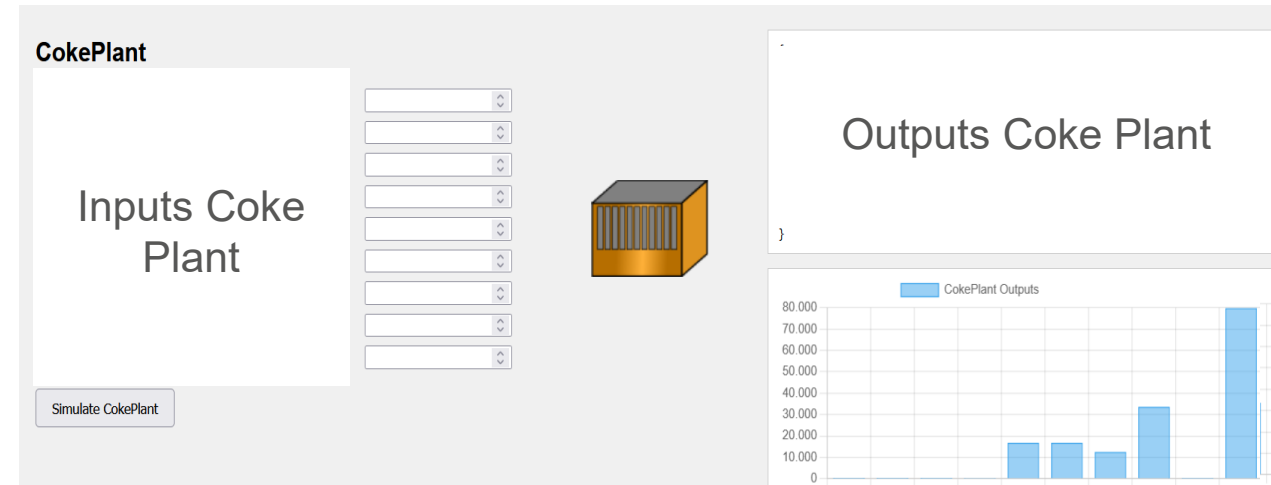 CokePlant
Inputs Coke
Plant
Simulate CokePlant
Outputs Coke Plant
}
CokePlant Outputs
80.000
70.000
60.000
50.000
40.000
30.000
20.000
10.000
0